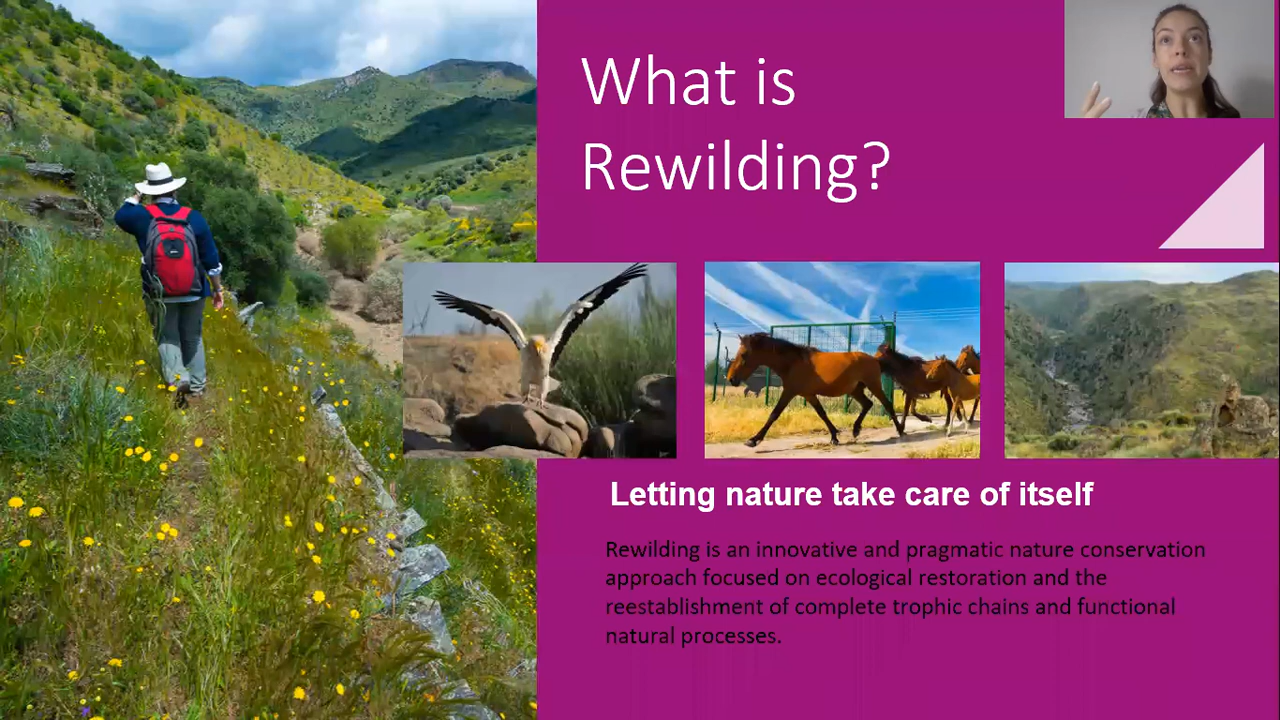 What is
Rewilding?
Letting nature take care of itself
Rewilding is an innovative and pragmatic nature conservation
approach focused on ecological restoration and the
reestablishment of complete trophic chains and functional
natural processes.